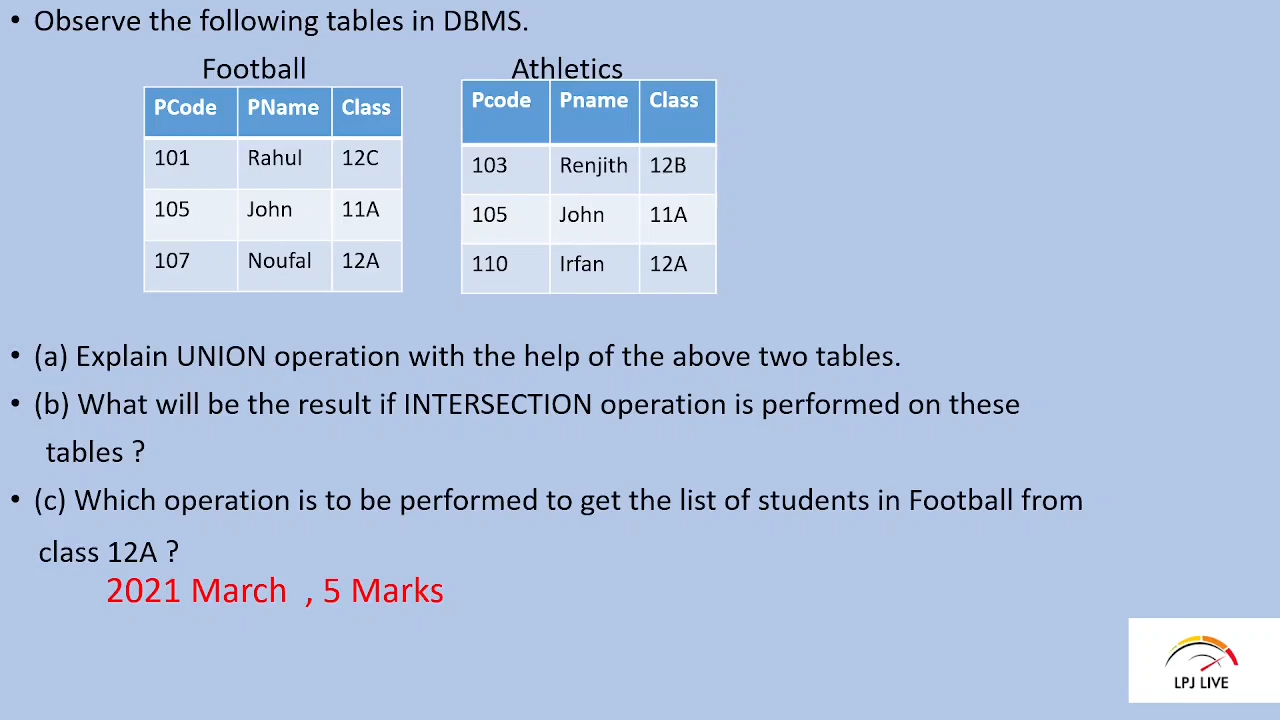 • Observe the following tables in DBMS.
Football Athletics
PCode PName Class
101 Rahul 12C
105 John 11A
107 Noufal 12A
Pcode Pname Class
103 Renjith 12B
105 John 11A
110 Irfan 12A
• (a) Explain UNION operation with the help of the above two tables.
• (b) What will be the result if INTERSECTION operation is performed on these
tables ?
• (c) Which operation is to be performed to get the list of students in Football from
class 12A ?
2021 March , 5 Marks
LPJ LIVE